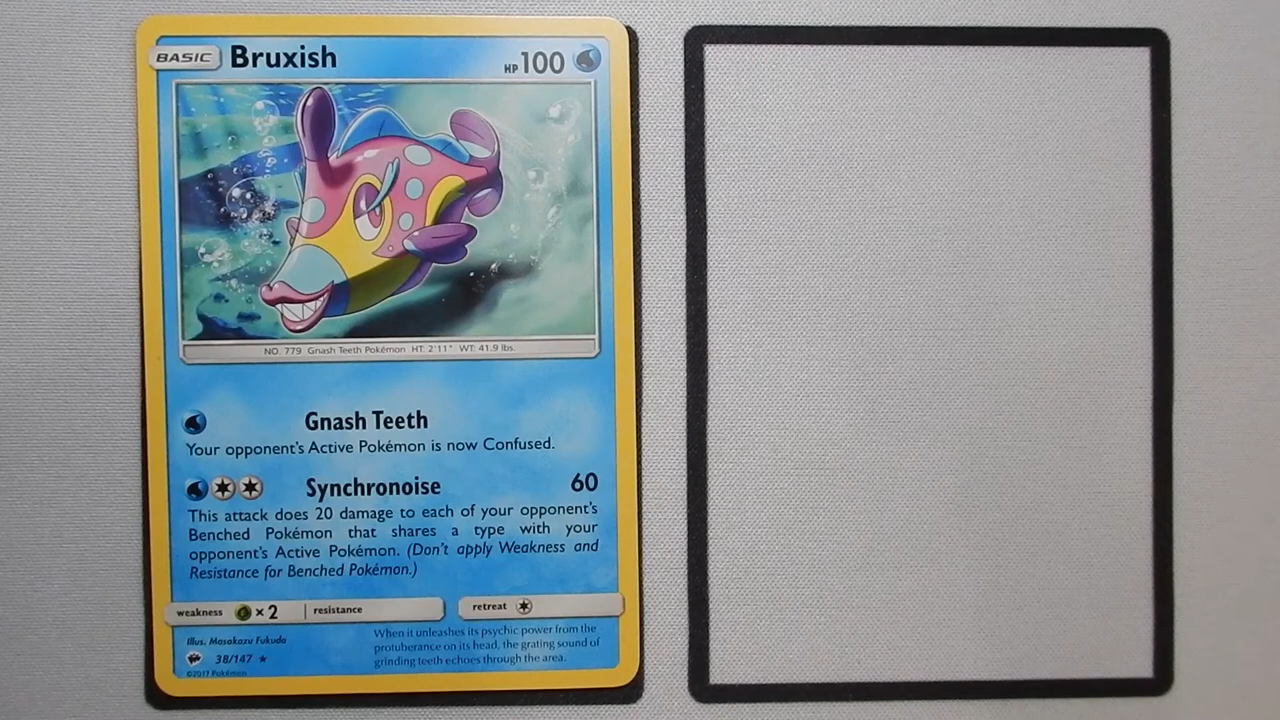 BASIC Bruxish HP 100
NO. 779 Gnash Teeth Pokémon HT: 2'11" WT: 41.9 lbs.
Gnash Teeth
Your opponent's Active Pokémon is now Confused.
Synchronoise 60
This attack does 20 damage to each of your opponent's
Benched Pokémon that shares a type with your
opponent's Active Pokémon. (Don't apply Weakness and
Resistance for Benched Pokémon.)
weakness ×2 resistance retreat
Illus. Masakazu Fukuda
38/147 ★
©2017 Pokémon
When it unleashes its psychic power from the
protuberance on its head, the grating sound of
grinding teeth echoes through the area.